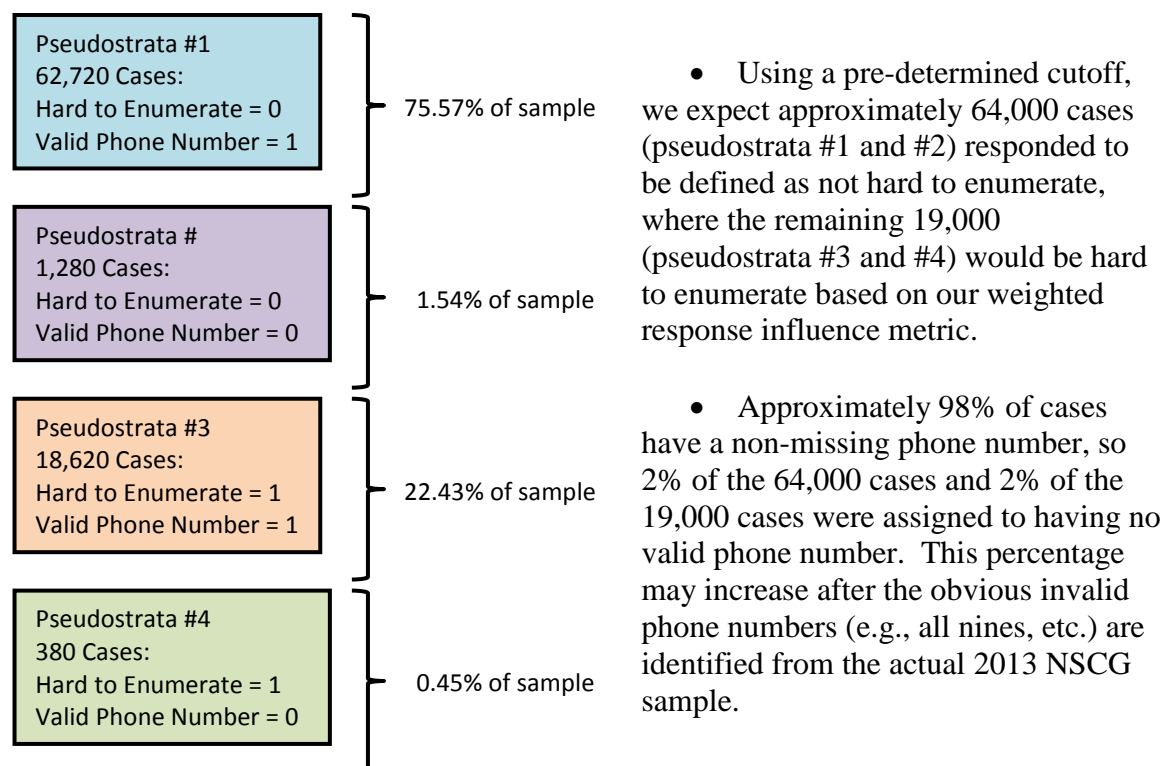 Pseudostrata #1
62,720 Cases:
Hard to Enumerate = 0
Valid Phone Number = 1
75.57% of sample
Pseudostrata #
1,280 Cases:
Hard to Enumerate = 0
Valid Phone Number = 0
1.54% of sample
Pseudostrata #3
18,620 Cases:
Hard to Enumerate = 1
Valid Phone Number = 1
22.43% of sample
Pseudostrata #4
380 Cases:
Hard to Enumerate = 1
Valid Phone Number = 0
0.45% of sample
• Using a pre-determined cutoff,
we expect approximately 64,000 cases
(pseudostrata #1 and #2) responded to
be defined as not hard to enumerate,
where the remaining 19,000
(pseudostrata #3 and #4) would be hard
to enumerate based on our weighted
response influence metric.
• Approximately 98% of cases
have a non-missing phone number, so
2% of the 64,000 cases and 2% of the
19,000 cases were assigned to having no
valid phone number. This percentage
may increase after the obvious invalid
phone numbers (e.g., all nines, etc.) are
identified from the actual 2013 NSCG
sample.